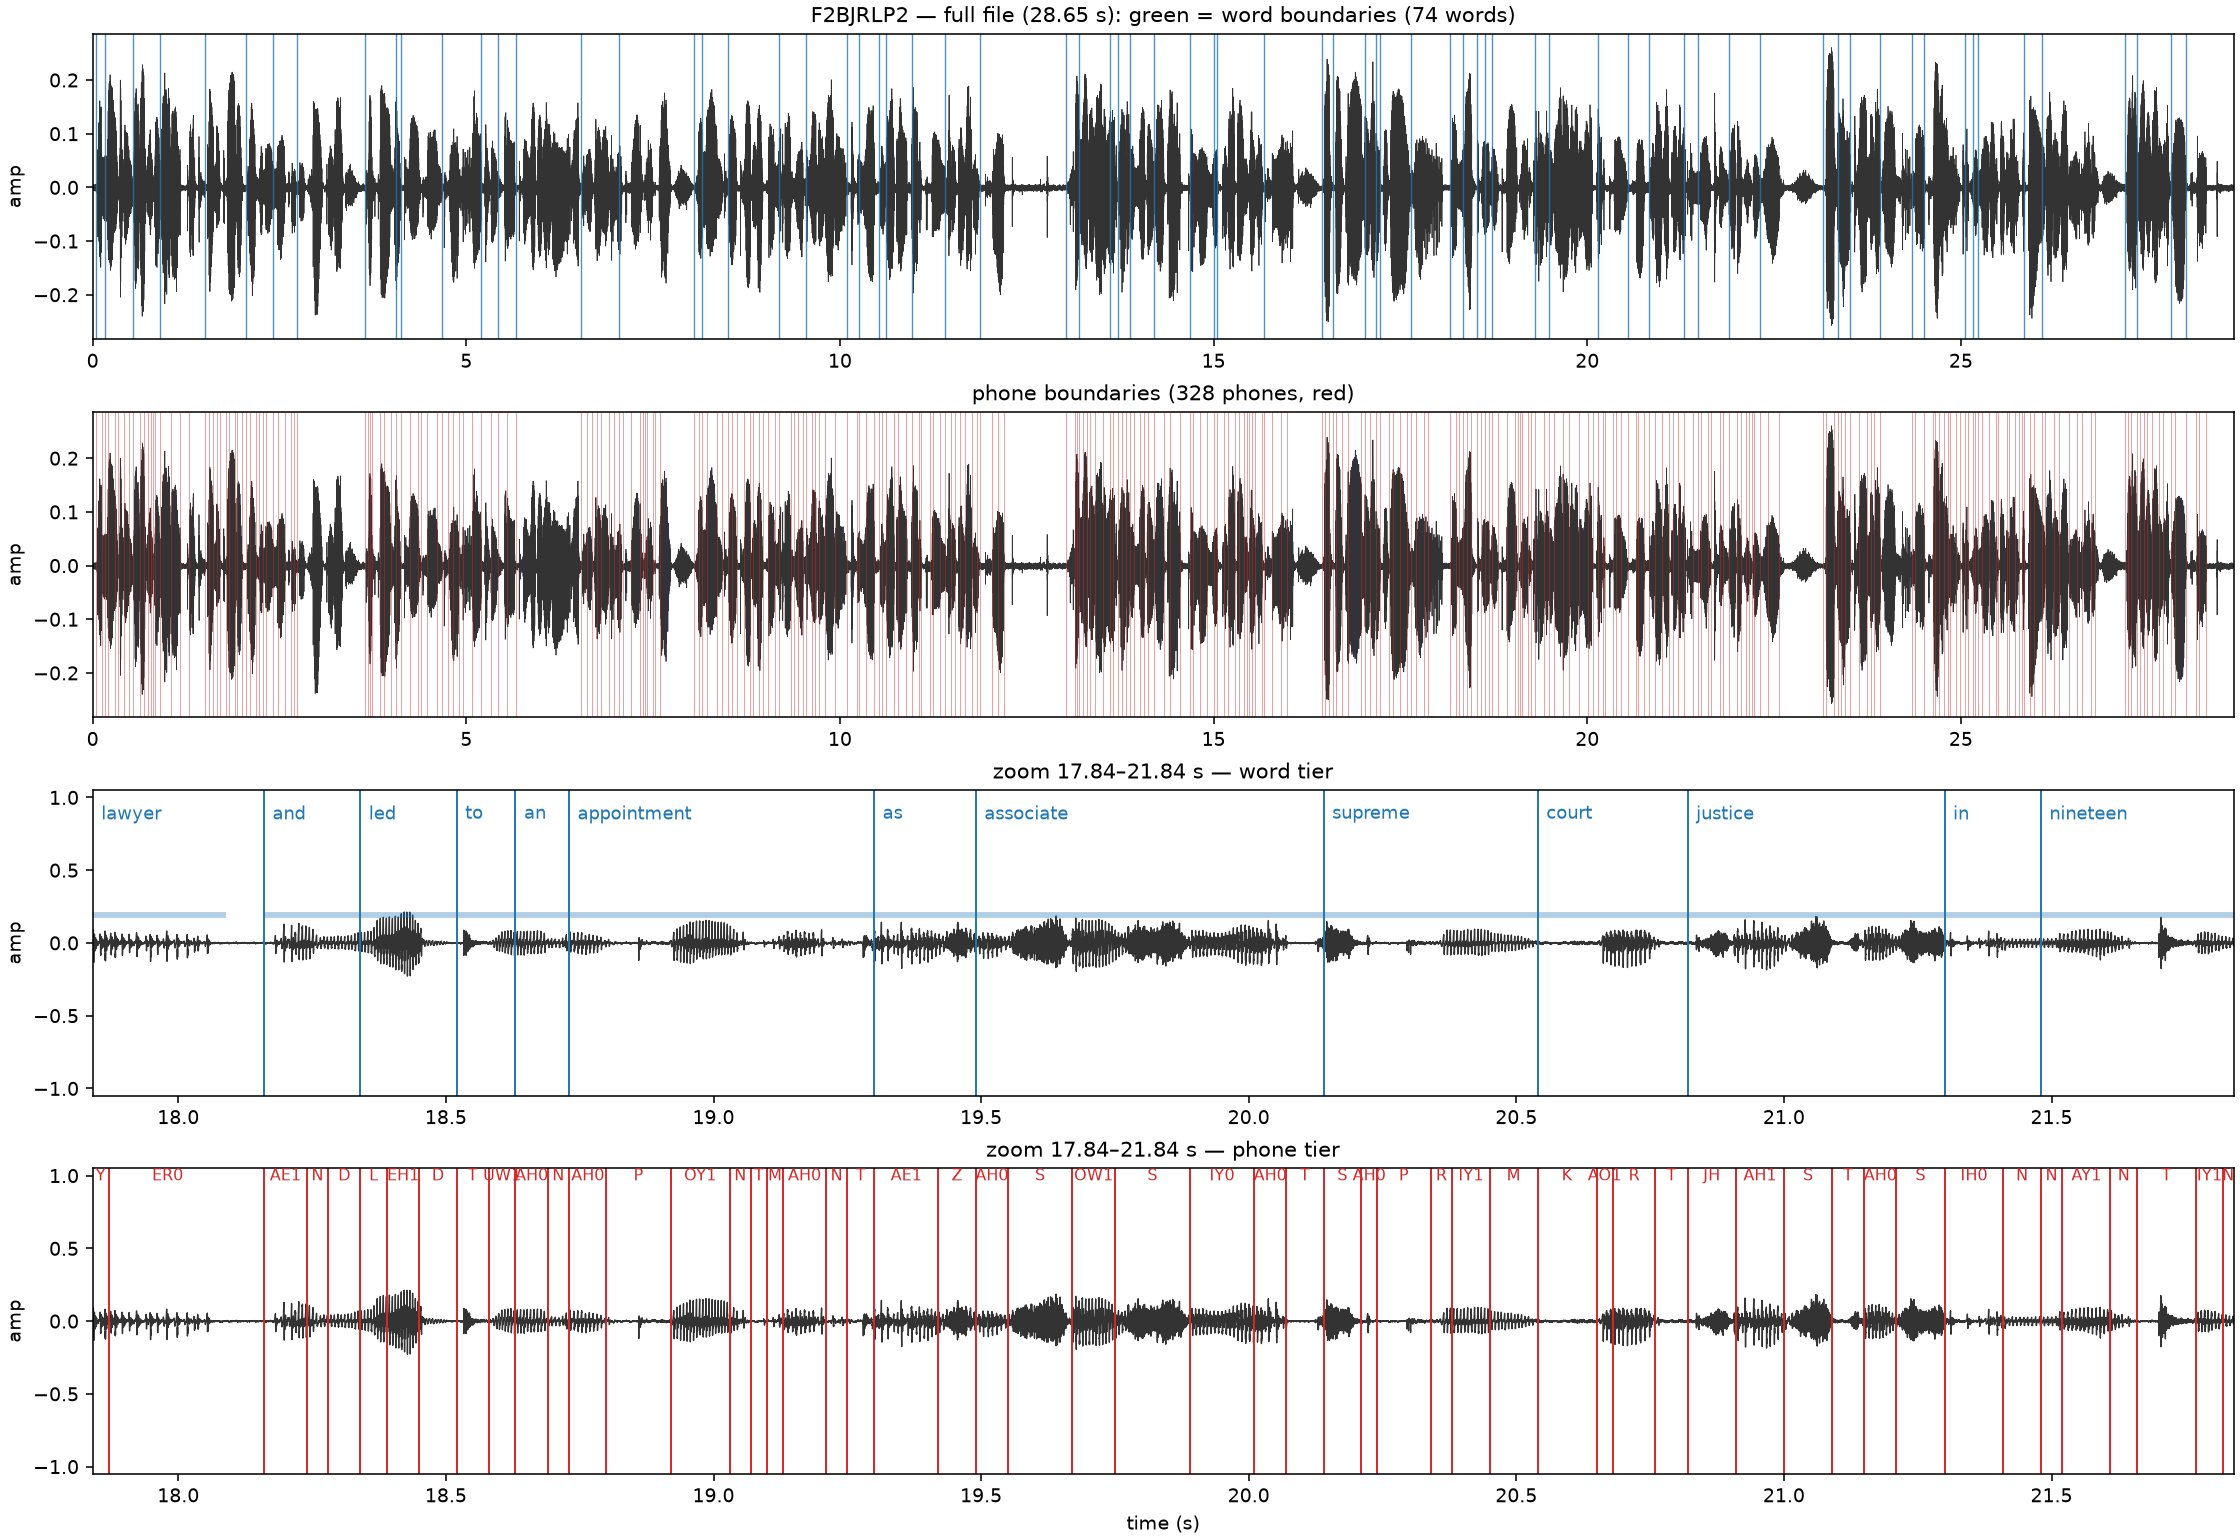 F2BJRLP2 — full file (28.65 s): green = word boundaries (74 words)
0.2
0.1
0.0
−0.1
−0.2
amp
0 5 10 15 20 25
phone boundaries (328 phones, red)
0.2
0.1
0.0
−0.1
−0.2
amp
0 5 10 15 20 25
zoom 17.84–21.84 s — word tier
1.0
lawyer and led to an appointment as associate supreme court justice in nineteen
0.5
0.0
−0.5
−1.0
amp
18.0 18.5 19.0 19.5 20.0 20.5 21.0 21.5
zoom 17.84–21.84 s — phone tier
1.0
Y ER0 AE1 N D L EH1 D T UW1 AH0 N AH0 P OY1 N T M AH0 N T AE1 Z AH0 S OW1 S IY0 AH0 T S AH0 P R IY1 M K AO1 R T JH AH1 S T AH0 S IH0 N N AY1 N T IY1 N
0.5
0.0
−0.5
−1.0
amp
18.0 18.5 19.0 19.5 20.0 20.5 21.0 21.5
time (s)